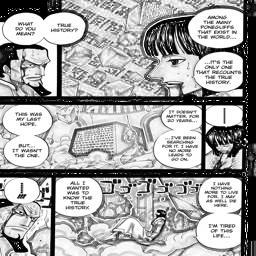 AMONG
THE MANY
PONEGLYPHS
THAT EXIST IN
THE WORLD...
...IT'S THE
ONLY ONE
THAT RECOUNTS
THE TRUE
HISTORY.
TRUE
HISTORY?
WHAT
DO YOU
MEAN?
IT DOESN'T
MATTER. FOR
20 YEARS...
...I'VE BEEN
SEARCHING
FOR IT. I HAVE
NO MORE
LEADS TO
GO ON.
THIS WAS
MY LAST
HOPE.
BUT...
IT WASN'T
THE ONE.
I HAVE
NOTHING
MORE TO LIVE
FOR. I MAY
AS WELL DIE
HERE.
I'M TIRED
OF THIS
LIFE...
ゴゴゴゴ
ALL I
WANTED
WAS TO
KNOW THE
TRUE
HISTORY.
!!!